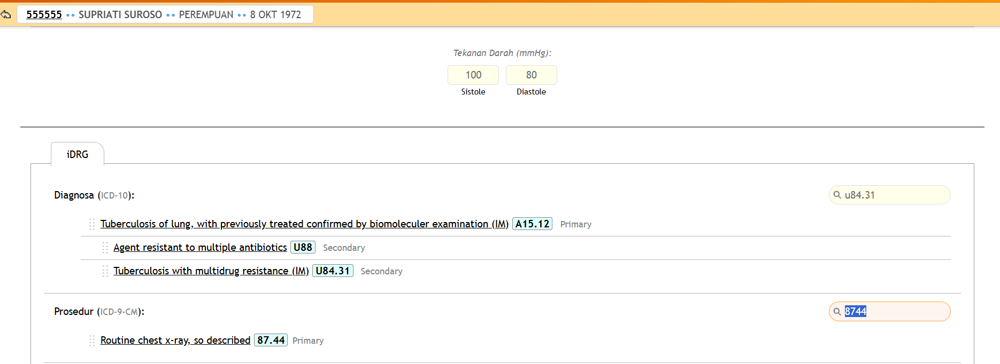 555555 •• SUPRIATI SUROSO •• PEREMPUAN •• 8 OKT 1972
Tekanan Darah (mmHg):
100 80
Sistole Diastole
iDRG
Diagnosa (ICD-10): u84.31
Tuberculosis of lung, with previously treated confirmed by biomoleculer examination (IM) A15.12 Primary
Agent resistant to multiple antibiotics U88 Secondary
Tuberculosis with multidrug resistance (IM) U84.31 Secondary
Prosedur (ICD-9-CM): 8744
Routine chest x-ray, so described 87.44 Primary